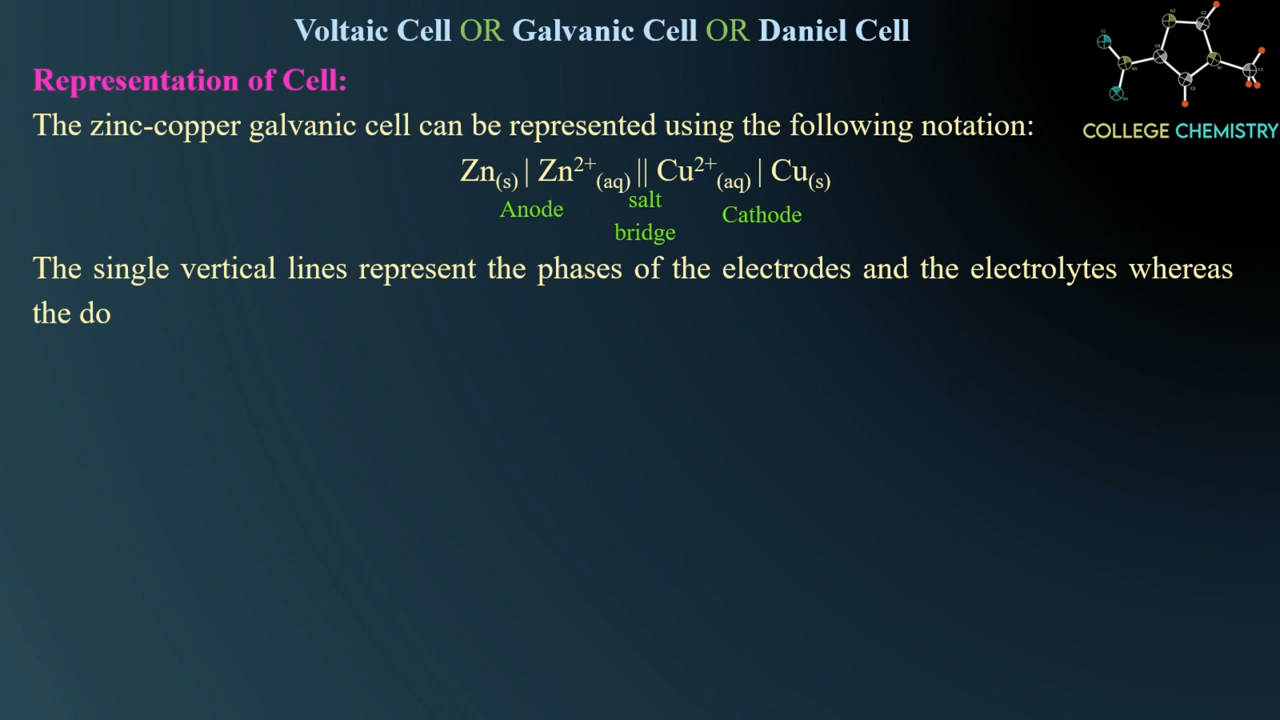 Voltaic Cell OR Galvanic Cell OR Daniel Cell
Representation of Cell:
COLLEGE CHEMISTRY
The zinc-copper galvanic cell can be represented using the following notation:
Zn(s) | Zn2+(aq) || Cu2+(aq) | Cu(s)
Anode salt bridge Cathode
The single vertical lines represent the phases of the electrodes and the electrolytes whereas
the do